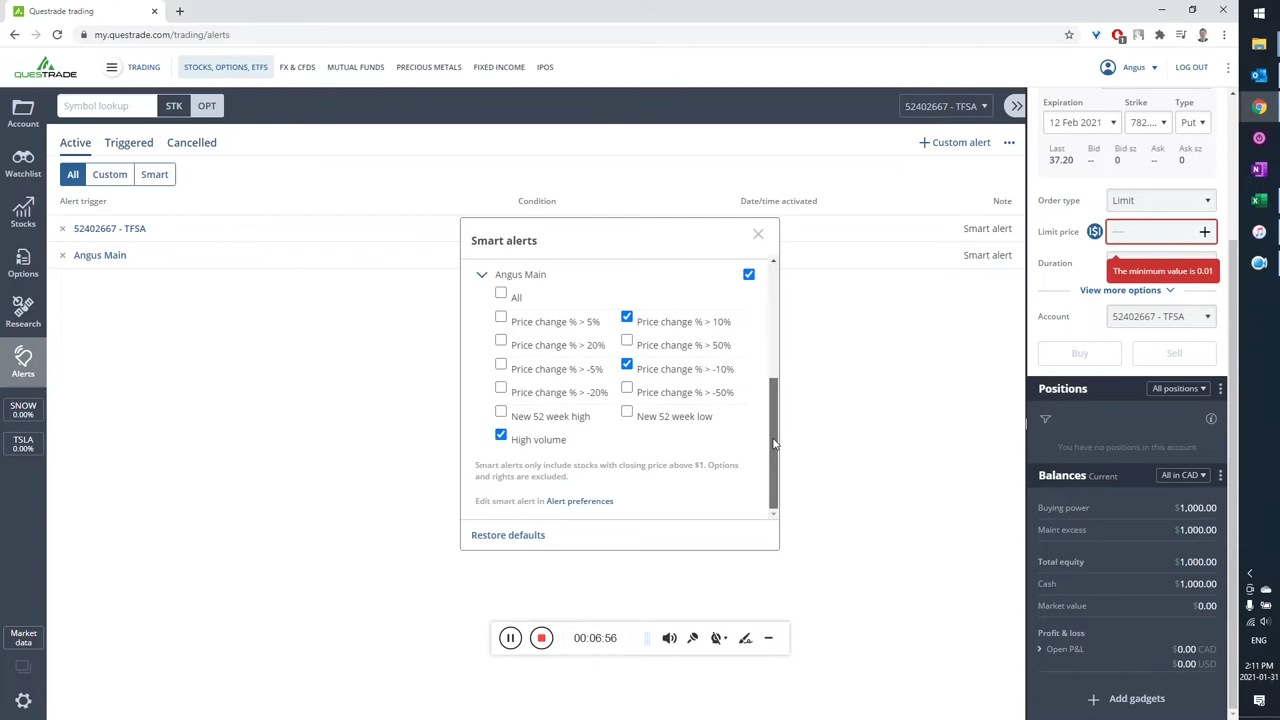 Questrade trading
my.questrade.com/trading/alerts
1
QUESTRADE
TRADING
STOCKS, OPTIONS, ETFS
FX & CFDS
MUTUAL FUNDS
PRECIOUS METALS
FIXED INCOME
IPOS
Angus
LOG OUT
Account
Watchlist
Stocks
Options
Research
Alerts
SNOW
0.00%
TSLA
0.00%
Market
data
Symbol lookup
STK
OPT
52402667 - TFSA
Active
Triggered
Cancelled
Custom alert
All
Custom
Smart
Alert trigger
Condition
Date/time activated
Note
52402667 - TFSA
Smart alert
Angus Main
Smart alert
Smart alerts
Angus Main
All
Price change % > 5%
Price change % > 10%
Price change % > 20%
Price change % > 50%
Price change % > -5%
Price change % > -10%
Price change % > -20%
Price change % > -50%
New 52 week high
New 52 week low
High volume
Smart alerts only include stocks with closing price above $1. Options
and rights are excluded.
Edit smart alert in Alert preferences
Restore defaults
00:06:56
Expiration
Strike
Type
12 Feb 2021
782....
Put
Last
Bid
Bid sz
Ask
Ask sz
37.20
--
0
--
0
Order type
Limit
Limit price
Duration
The minimum value is 0.01
View more options
Account
52402667 - TFSA
Buy
Sell
Positions
All positions
You have no positions in this account
Balances Current
All in CAD
Buying power
$1,000.00
Maint excess
$1,000.00
Total equity
$1,000.00
Cash
$1,000.00
Market value
$0.00
Profit & loss
Open P&L
$0.00 CAD
$0.00 USD
Add gadgets
ENG
2:11 PM
2021-01-31